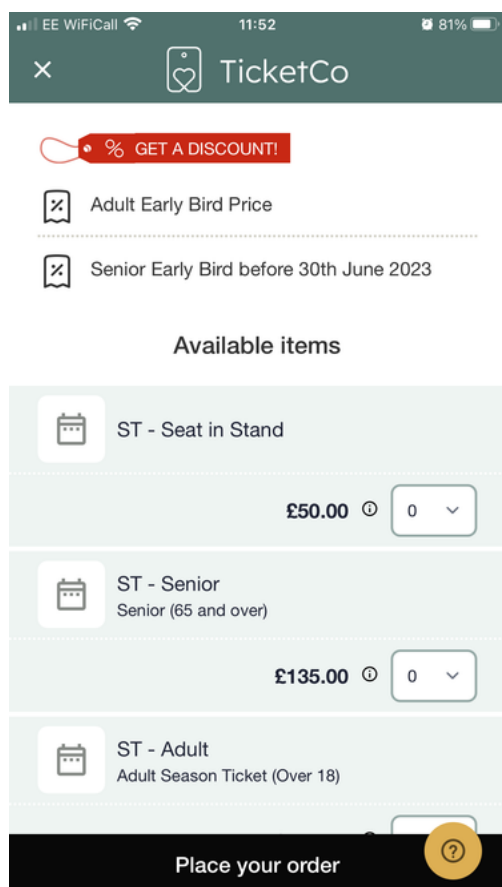 EE WiFiCall 11:52 81%
TicketCo
% GET A DISCOUNT!
Adult Early Bird Price
Senior Early Bird before 30th June 2023
Available items
ST - Seat in Stand
£50.00 0
ST - Senior
Senior (65 and over)
£135.00 0
ST - Adult
Adult Season Ticket (Over 18)
Place your order